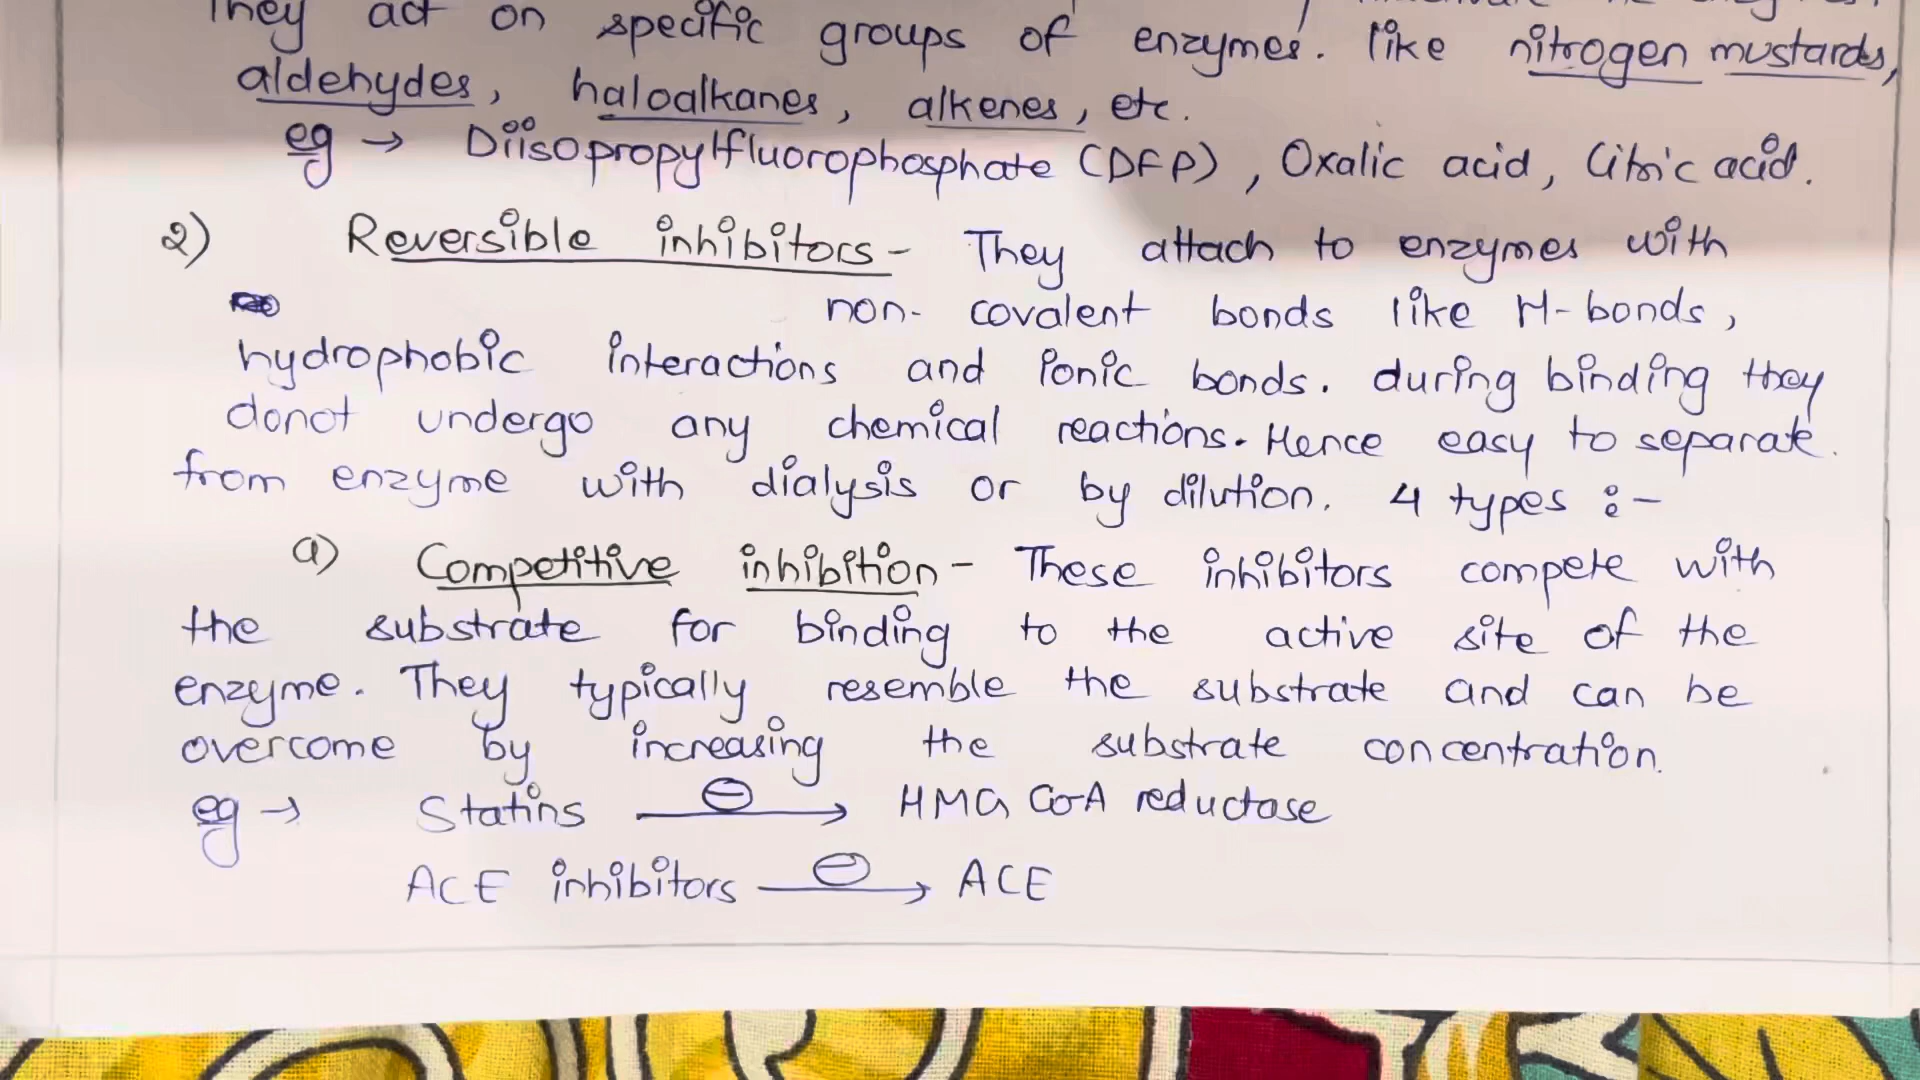 They act on specific groups of enzymes. like nitrogen mustards,
aldehydes, haloalkanes, alkenes, etc.
eg → Diisopropylfluorophosphate (DFP), Oxalic acid, Citric acid.
2) Reversible inhibitors - They attach to enzymes with
non-covalent bonds like H-bonds,
hydrophobic interactions and ionic bonds. during binding they
donot undergo any chemical reactions. Hence easy to separate.
from enzyme with dialysis or by dilution. 4 types :-
a) Competitive inhibition - These inhibitors compete with
the substrate for binding to the active site of the
enzyme. They typically resemble the substrate and can be
overcome by increasing the substrate concentration.
eg → Statins ⊖→ HMG CoA reductase
ACE inhibitors ⊖→ ACE